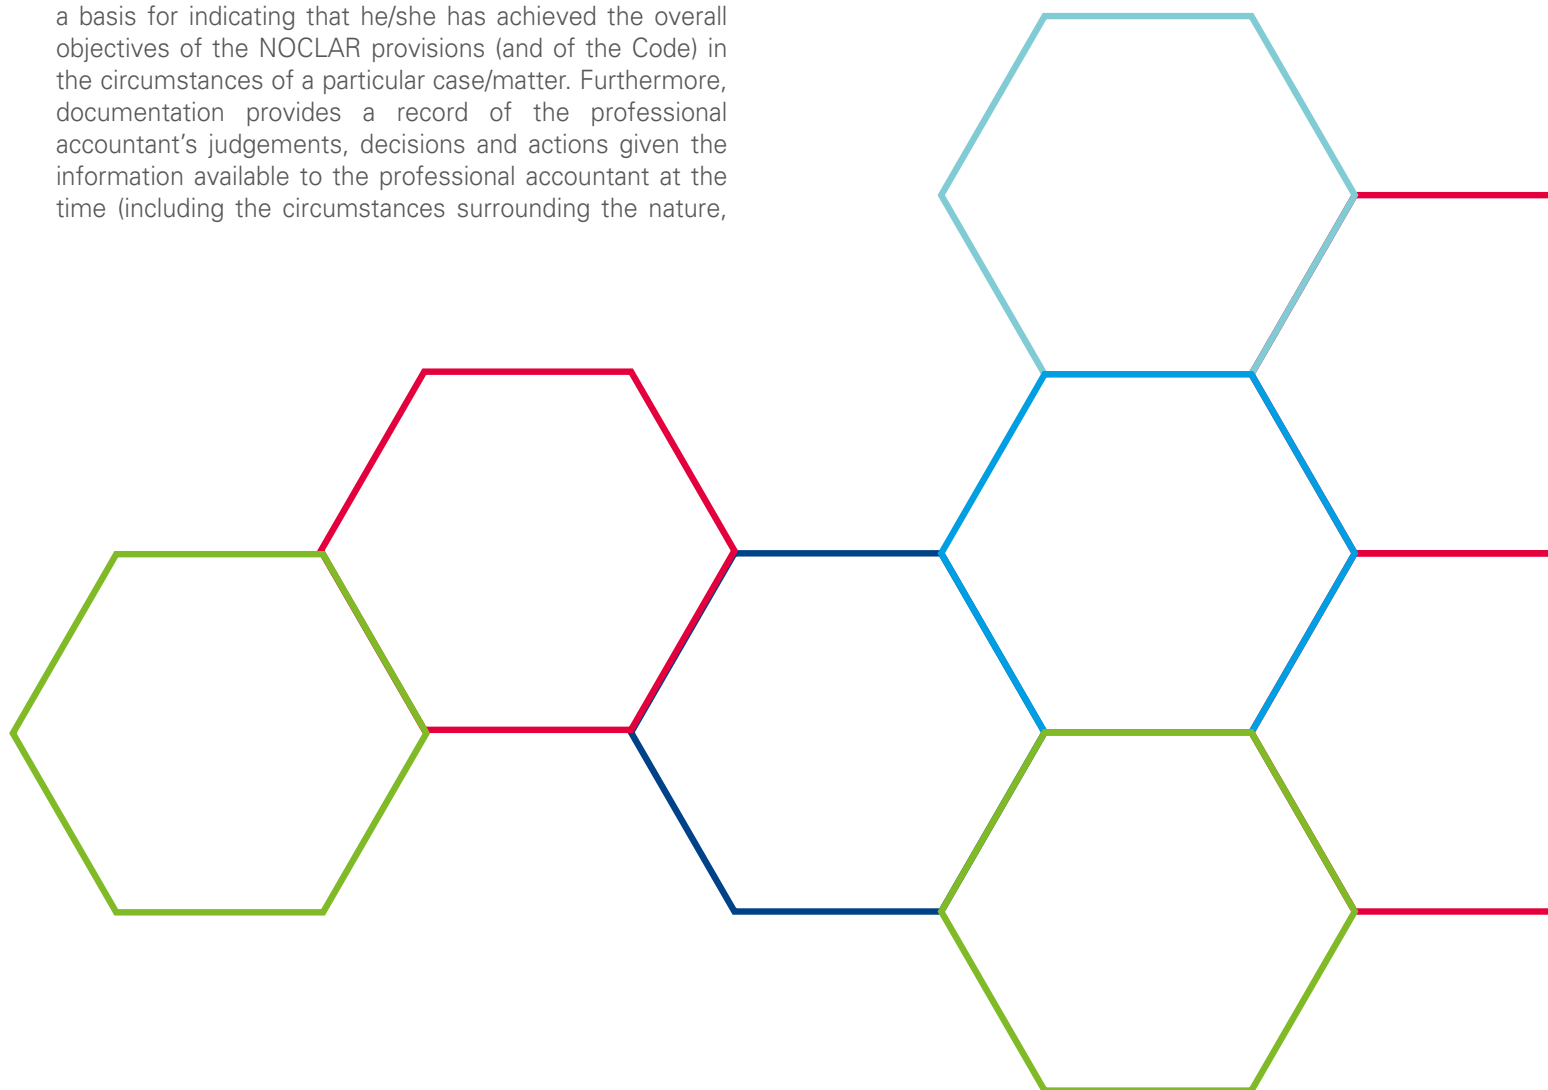 a basis for indicating that he/she has achieved the overall
objectives of the NOCLAR provisions (and of the Code) in
the circumstances of a particular case/matter. Furthermore,
documentation provides a record of the professional
accountant's judgements, decisions and actions given the
information available to the professional accountant at the
time (including the circumstances surrounding the nature,